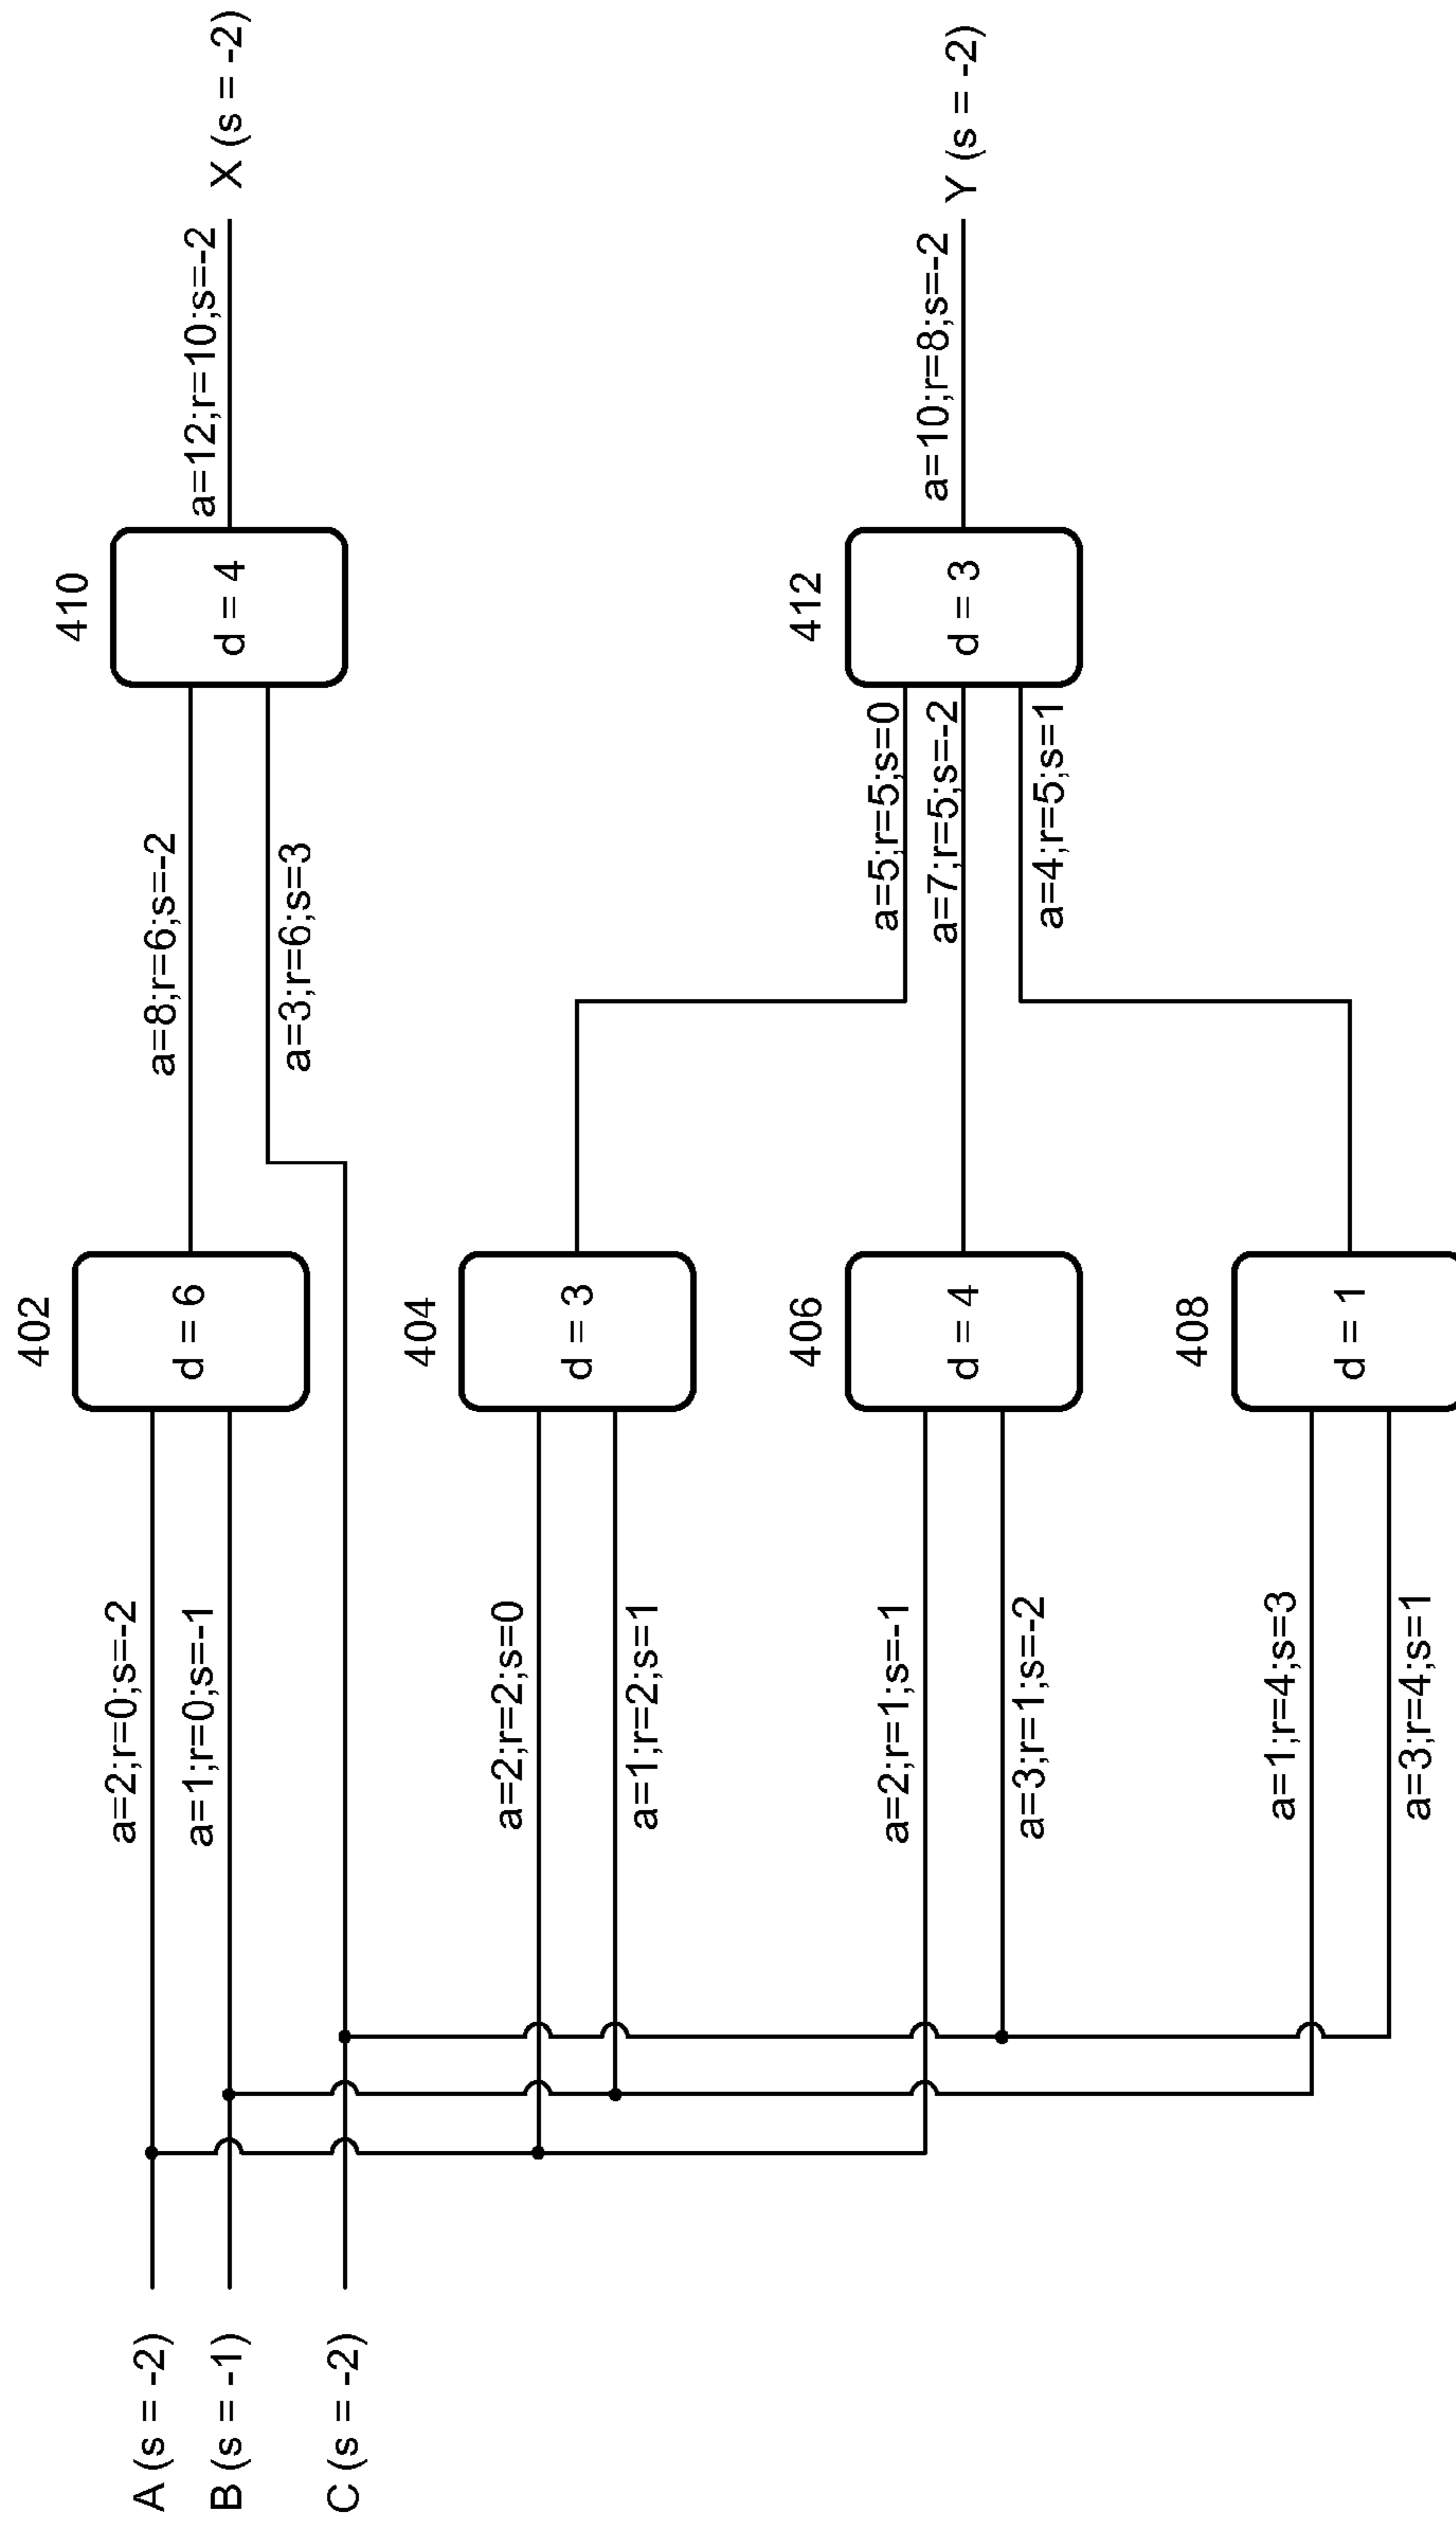 A (s = -2)
B (s = -1)
C (s = -2)
402
d = 6
a=2;r=0;s=-2
a=1;r=0;s=-1
a=8;r=6;s=-2
a=3;r=6;s=3
410
d = 4
a=12;r=10;s=-2
X (s = -2)
404
d = 3
a=2;r=2;s=0
a=1;r=2;s=1
406
d = 4
a=2;r=1;s=-1
a=3;r=1;s=-2
408
d = 1
a=1;r=4;s=3
a=3;r=4;s=1
a=5;r=5;s=0
a=7;r=5;s=-2
a=4;r=5;s=1
412
d = 3
a=10;r=8;s=-2
Y (s = -2)